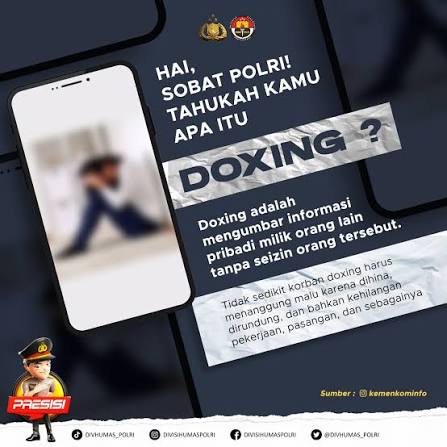 HAI,
SOBAT POLRI!
TAHUKAH KAMU
APA ITU
DOXING ?
Doxing adalah
mengumbar informasi
pribadi milik orang lain
tanpa seizin orang tersebut.
Tidak sedikit korban doxing harus
menanggung malu karena dihina,
dirundung, dan bahkan kehilangan
pekerjaan, pasangan, dan sebagainya
Sumber : kemenkominfo
PRESISI
DIVHUMAS_POLRI
DIVISIHUMASPOLRI
DIVISIHUMASPOLRI
@DIVHUMAS_POLRI